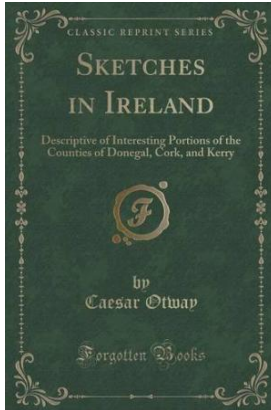 CLASSIC REPRINT SERIES
SKETCHES
IN IRELAND
Descriptive of Interesting Portions of the
Counties of Donegal, Cork, and Kerry
F
by
Caesar Otway
Forgotten Books